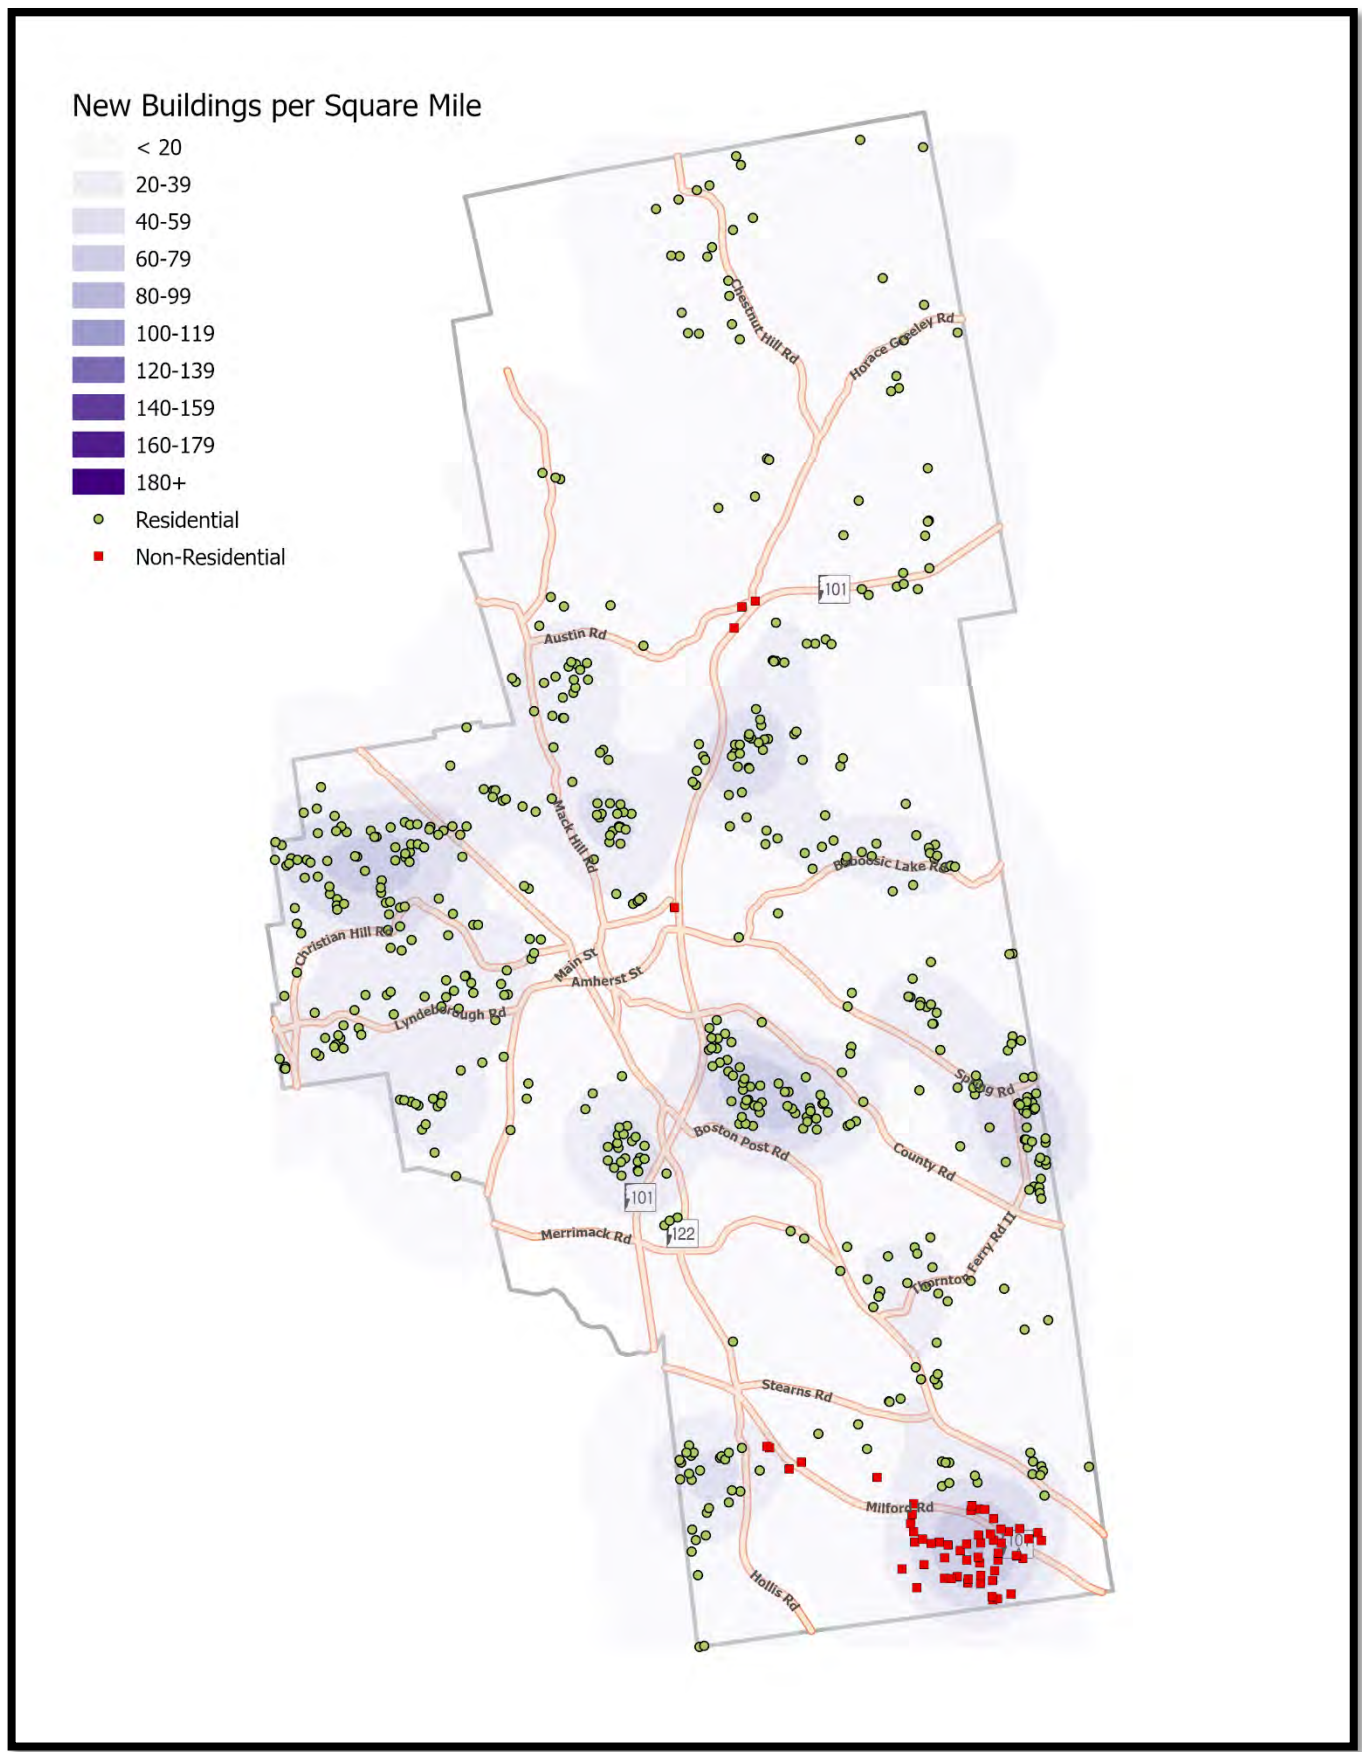 New Buildings per Square Mile
< 20
20-39
40-59
60-79
80-99
100-119
120-139
140-159
160-179
180+
Residential
Non-Residential
Chestnut Hill Rd
Horace Greeley Rd
101
Austin Rd
Mack Hill Rd
Baboosic Lake Rd
Christian Hill Rd
Main St
Amherst St
Lyndeborough Rd
Spring Rd
Boston Post Rd
County Rd
101
122
Merrimack Rd
Thornton Ferry Rd II
Stearns Rd
Milford Rd
101
Hollis Rd